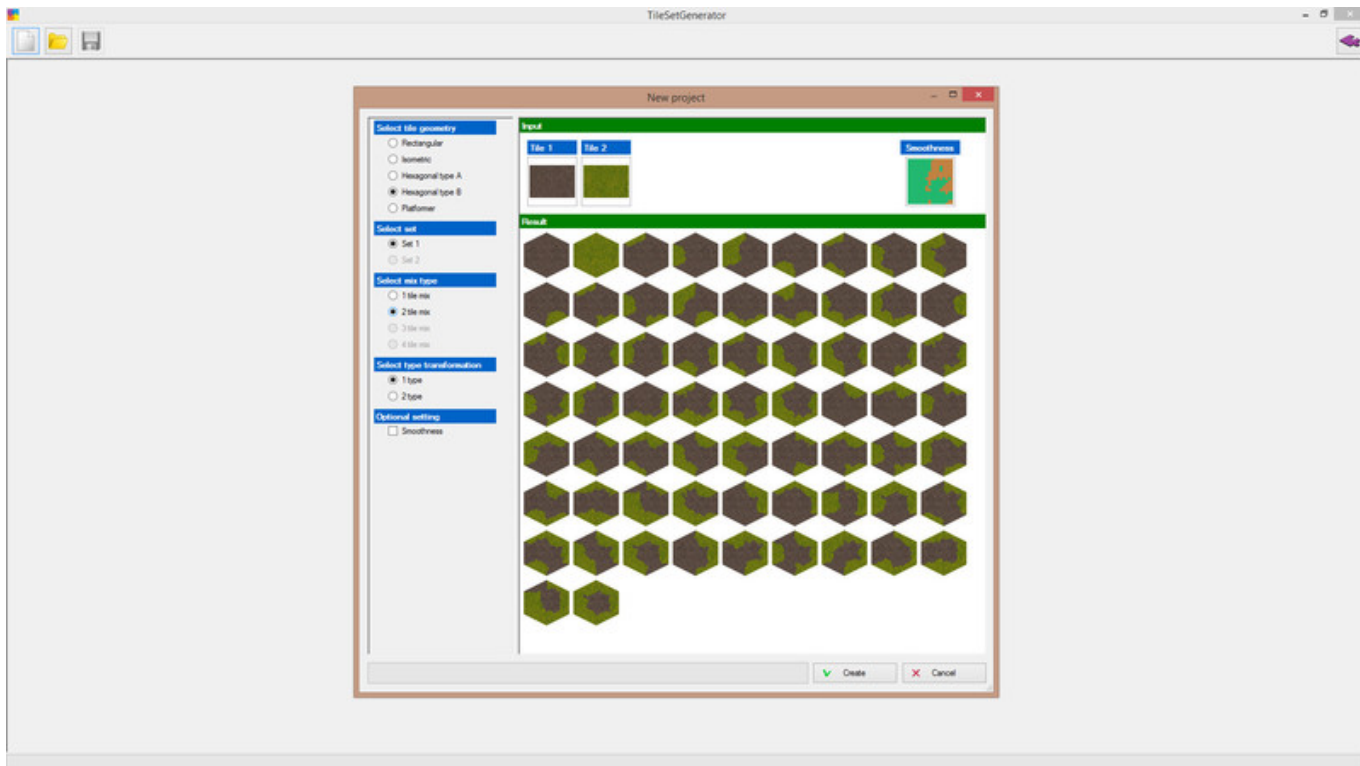 TileSetGenerator
New project
Select tile geometry
Rectangular
Isometric
Hexagonal type A
Hexagonal type B
Platformer
Select set
Set 1
Set 2
Select mix type
1 tile mix
2 tile mix
3 tile mix
4 tile mix
Select type transformation
1 type
2 type
Optional setting
Smoothness
Input
Tile 1
Tile 2
Smoothness
Result
Create
Cancel